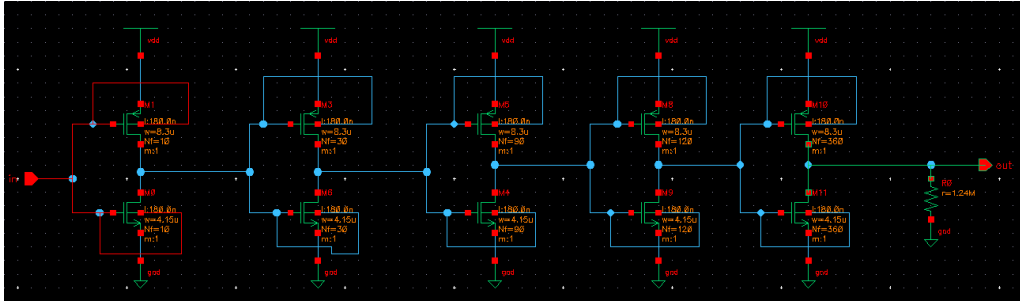 vdd
vdd
vdd
vdd
vdd
M1
l:180.0n
w=8.3u
Nf=10
m:1
M3
l:180.0n
w=8.3u
Nf=30
m:1
M5
l:180.0n
w=8.3u
Nf=90
m:1
M8
l:180.0n
w=8.3u
Nf=120
m:1
M10
l:180.0n
w=8.3u
Nf=360
m:1
in
out
M0
l:180.0n
w=4.15u
Nf=10
m:1
M6
l:180.0n
w=4.15u
Nf=30
m:1
M4
l:180.0n
w=4.15u
Nf=90
m:1
M9
l:180.0n
w=4.15u
Nf=120
m:1
M11
l:180.0n
w=4.15u
Nf=360
m:1
R0
r=1.24M
gnd
gnd
gnd
gnd
gnd
gnd